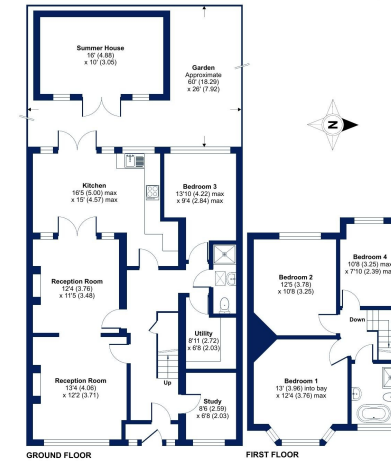 Summer House
16' (4.88)
x 10' (3.05)
Garden
Approximate
60' (18.29)
x 26' (7.92)
N
Kitchen
16'5 (5.00) max
x 15' (4.57) max
Bedroom 3
13'10 (4.22) max
x 9'4 (2.84) max
Reception Room
12'4 (3.76)
x 11'5 (3.48)
Utility
8'11 (2.72)
x 6'8 (2.03)
Reception Room
13'4 (4.06)
x 12'2 (3.71)
Up
Study
8'6 (2.59)
x 6'8 (2.03)
GROUND FLOOR
Bedroom 2
12'5 (3.78)
x 10'8 (3.25)
Bedroom 4
10'8 (3.25) max
x 7'10 (2.39) max
Down
Bedroom 1
13' (3.96) into bay
x 12'4 (3.76) max
FIRST FLOOR